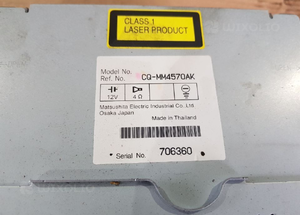 CLASS 1
LASER PRODUCT
Model No.
Ref. No. CQ-MM4570AK
12V 4Ω
Matsushita Electric Industrial Co., Ltd.
Osaka Japan
Made in Thailand
Serial No. 706360